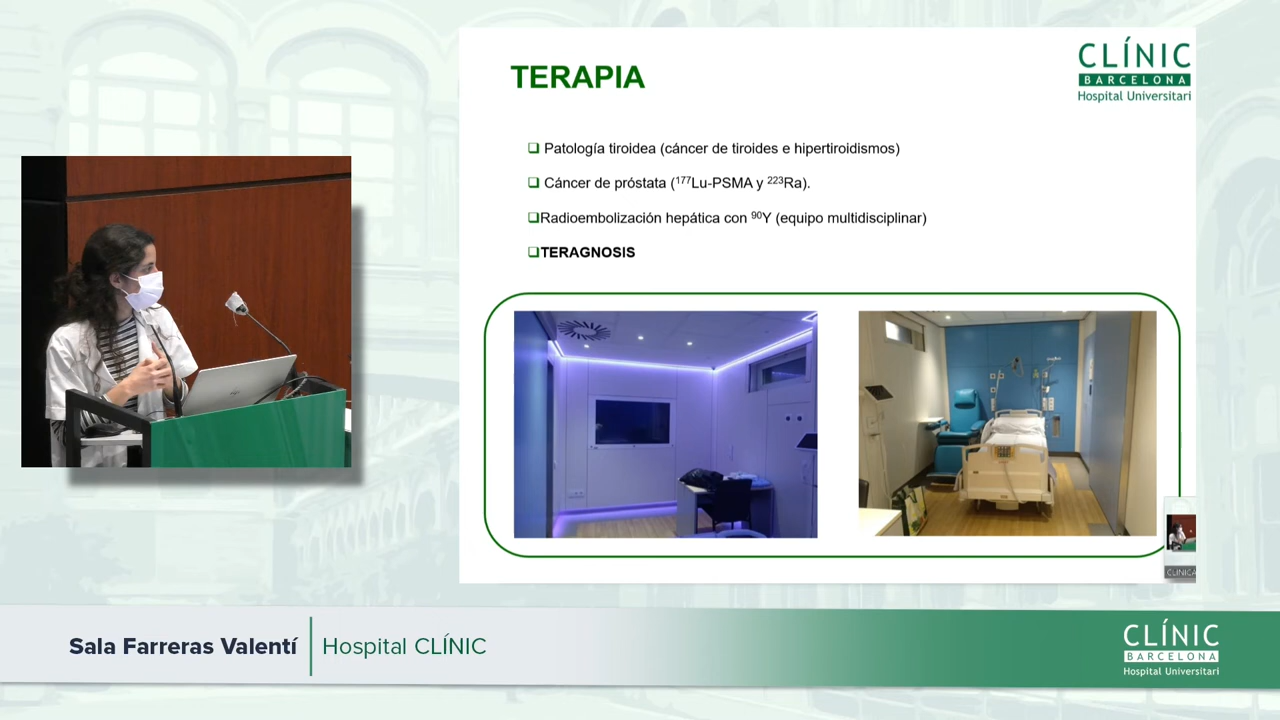 TERAPIA
CLÍNIC
BARCELONA
Hospital Universitari
❑ Patología tiroidea (cáncer de tiroides e hipertiroidismos)
❑ Cáncer de próstata (¹⁷⁷Lu-PSMA y ²²³Ra).
❑Radioembolización hepática con ⁹⁰Y (equipo multidisciplinar)
❑TERAGNOSIS
CLINICA
Sala Farreras Valentí
Hospital CLÍNIC
CLÍNIC
BARCELONA
Hospital Universitari